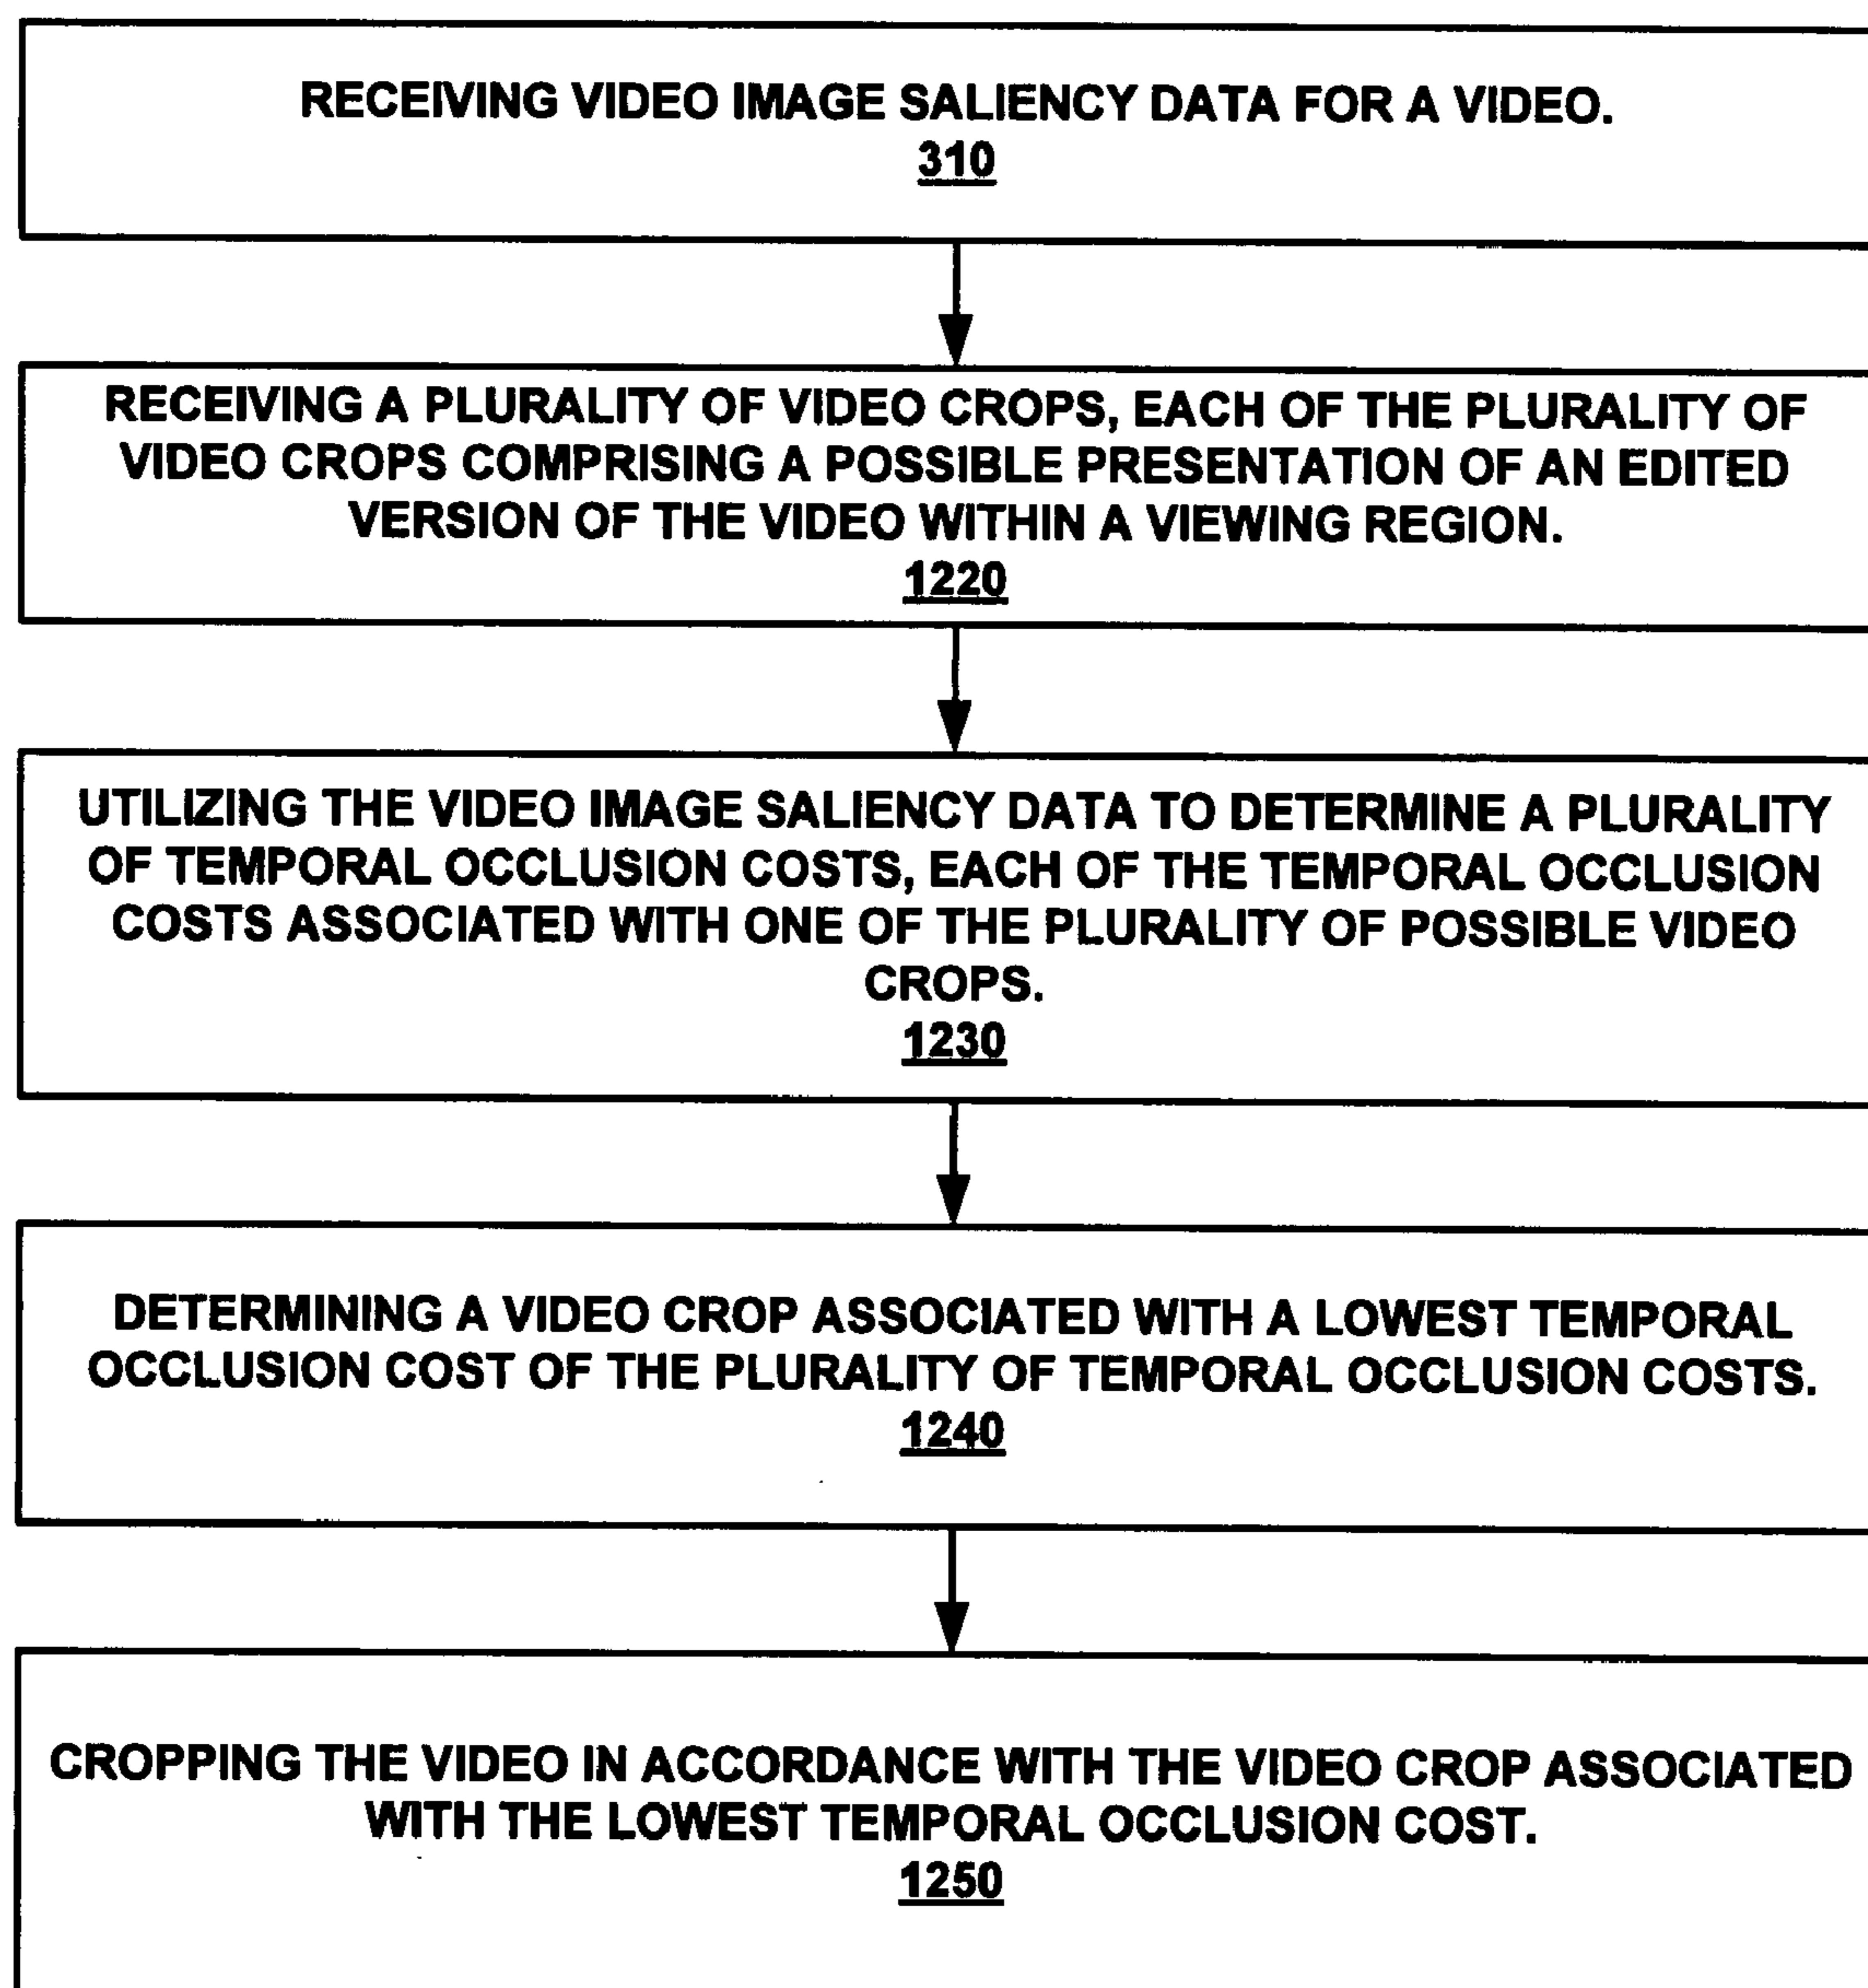 RECEIVING VIDEO IMAGE SALIENCY DATA FOR A VIDEO.
310
RECEIVING A PLURALITY OF VIDEO CROPS, EACH OF THE PLURALITY OF
VIDEO CROPS COMPRISING A POSSIBLE PRESENTATION OF AN EDITED
VERSION OF THE VIDEO WITHIN A VIEWING REGION.
1220
UTILIZING THE VIDEO IMAGE SALIENCY DATA TO DETERMINE A PLURALITY
OF TEMPORAL OCCLUSION COSTS, EACH OF THE TEMPORAL OCCLUSION
COSTS ASSOCIATED WITH ONE OF THE PLURALITY OF POSSIBLE VIDEO
CROPS.
1230
DETERMINING A VIDEO CROP ASSOCIATED WITH A LOWEST TEMPORAL
OCCLUSION COST OF THE PLURALITY OF TEMPORAL OCCLUSION COSTS.
1240
CROPPING THE VIDEO IN ACCORDANCE WITH THE VIDEO CROP ASSOCIATED
WITH THE LOWEST TEMPORAL OCCLUSION COST.
1250